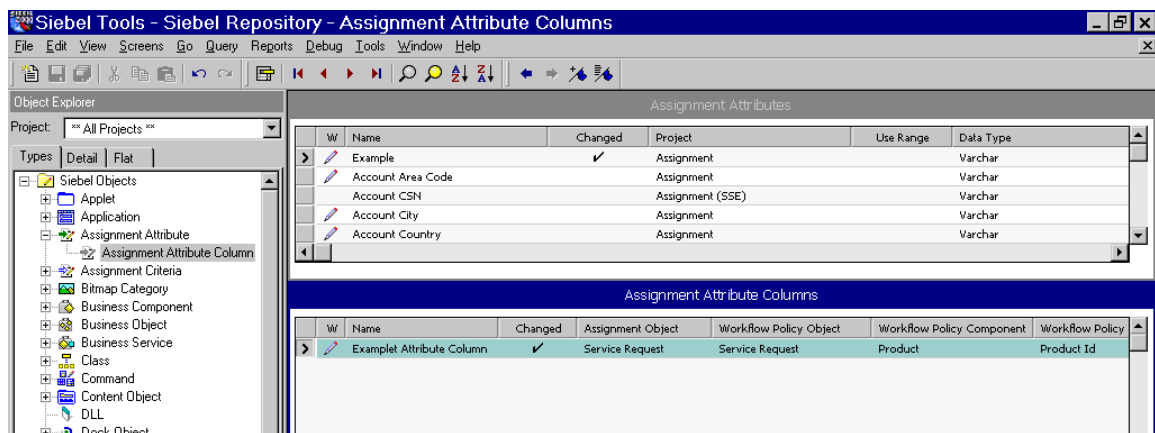 Siebel Tools - Siebel Repository - Assignment Attribute Columns
File Edit View Screens Go Query Reports Debug Tools Window Help
Object Explorer
Project: ** All Projects **
Types Detail Flat
Siebel Objects
Applet
Application
Assignment Attribute
Assignment Attribute Column
Assignment Criteria
Bitmap Category
Business Component
Business Object
Business Service
Class
Command
Content Object
DLL
Dock Object
Assignment Attributes
W Name Changed Project Use Range Data Type
Example ✓ Assignment Varchar
Account Area Code Assignment Varchar
Account CSN Assignment (SSE) Varchar
Account City Assignment Varchar
Account Country Assignment Varchar
Assignment Attribute Columns
W Name Changed Assignment Object Workflow Policy Object Workflow Policy Component Workflow Policy
Examplet Attribute Column ✓ Service Request Service Request Product Product Id